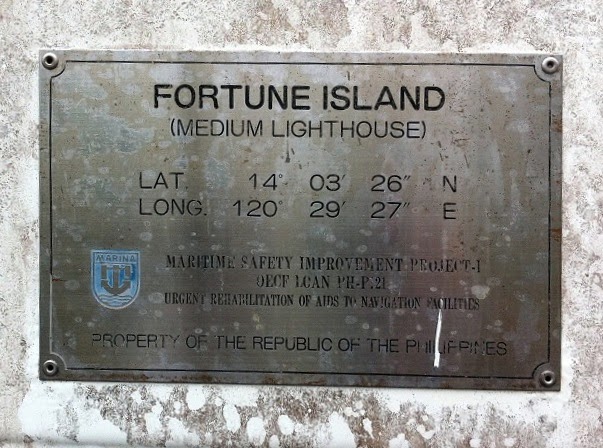 FORTUNE ISLAND
(MEDIUM LIGHTHOUSE)
LAT. 14° 03' 26" N
LONG. 120° 29' 27" E
MARINA
MARITIME SAFETY IMPROVEMENT PROJECT-I
OECF LOAN PH-P.21
URGENT REHABILITATION OF AIDS TO NAVIGATION FACILITIES
PROPERTY OF THE REPUBLIC OF THE PHILIPPINES